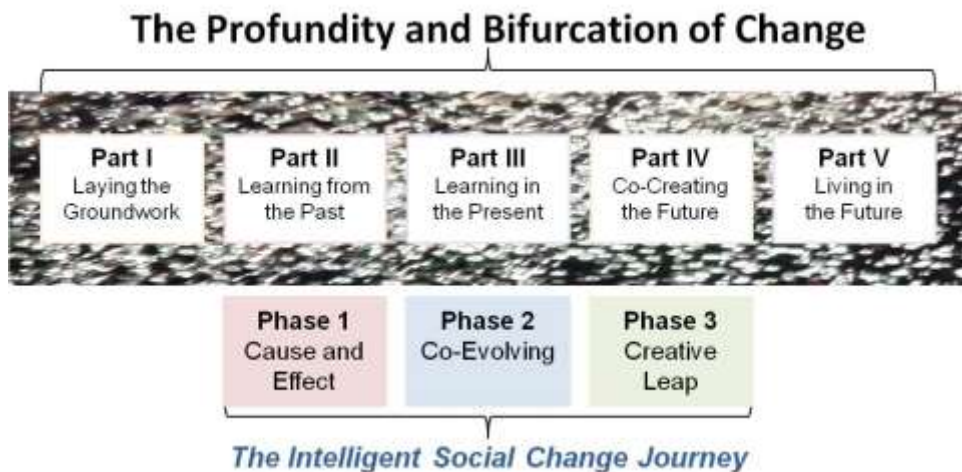 The Profundity and Bifurcation of Change
Part I
Laying the
Groundwork
Part II
Learning from
the Past
Part III
Learning in
the Present
Part IV
Co-Creating
the Future
Part V
Living in
the Future
Phase 1
Cause and
Effect
Phase 2
Co-Evolving
Phase 3
Creative
Leap
The Intelligent Social Change Journey